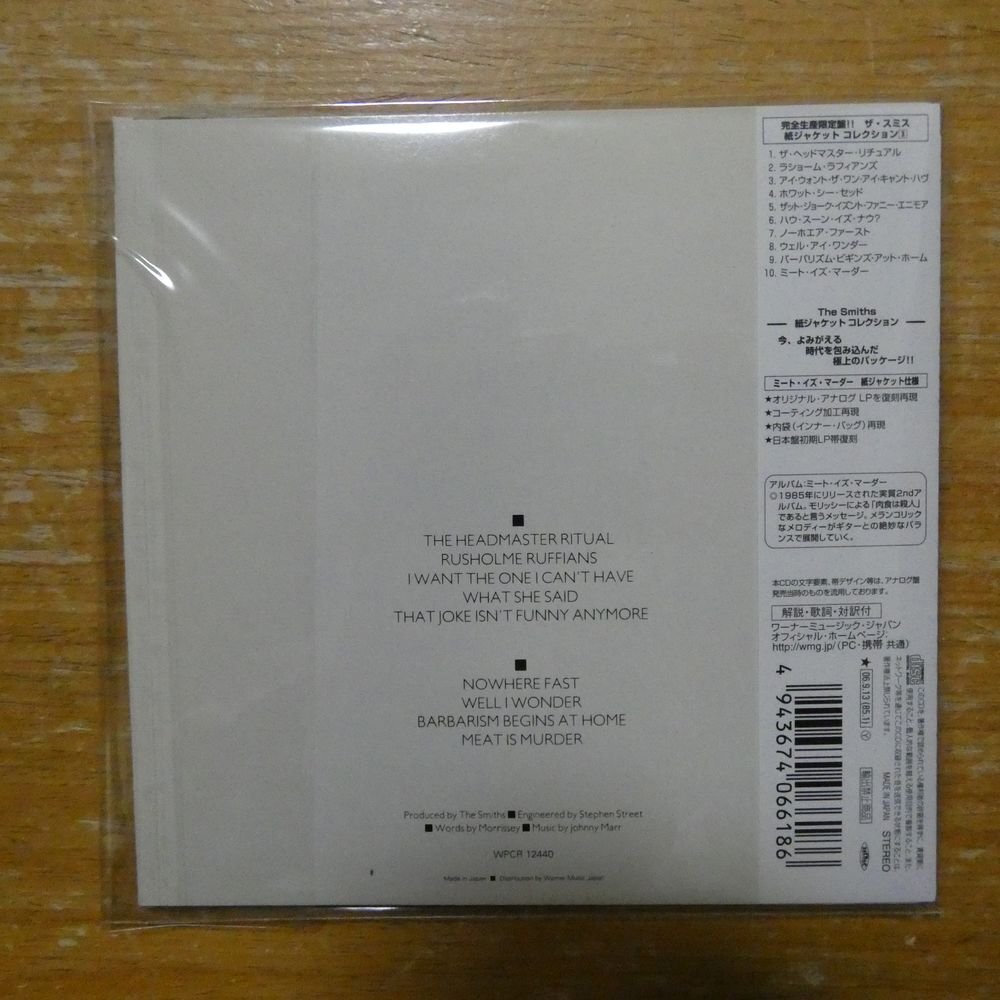 THE HEADMASTER RITUAL
RUSHOLME RUFFIANS
I WANT THE ONE I CAN'T HAVE
WHAT SHE SAID
THAT JOKE ISN'T FUNNY ANYMORE
NOWHERE FAST
WELL I WONDER
BARBARISM BEGINS AT HOME
MEAT IS MURDER
Produced by The Smiths ■ Engineered by Stephen Street
■ Words by Morrissey ■ Music by Johnny Marr
WPCR 12440
Made in Japan ■ Distribution by Warner Music Japan
完全生産限定盤!! ザ・スミス
紙ジャケット コレクション
1. ザ・ヘッドマスター・リチュアル
2. ラショーム・ラフィアンズ
3. アイ・ウォント・ザ・ワン・アイ・キャント・ハヴ
4. ホワット・シー・セッド
5. ザット・ジョーク・イズント・ファニー・エニモア
6. ハウ・スーン・イズ・ナウ?
7. ノーホエア・ファースト
8. ウェル・アイ・ワンダー
9. バーバリズム・ビギンズ・アット・ホーム
10. ミート・イズ・マーダー
The Smiths
紙ジャケット コレクション
今、よみがえる
時代を包み込んだ
極上のパッケージ!!
ミート・イズ・マーダー 紙ジャケット仕様
★オリジナル・アナログ LPを復刻再現
★コーティング加工再現
★内袋(インナー・バッグ)再現
★日本盤初期LP帯復刻
アルバム:ミート・イズ・マーダー
◎1985年にリリースされた実質2ndア
ルバム。モリッシーによる「肉食は殺人」
であると言うメッセージ。メランコリック
なメロディーがギターとの絶妙なバラ
ンスで展開していく。
本CDの文字要素、帯デザイン等は、アナログ盤
発売当時のものを流用しております。
解説・歌詞・対訳付
ワーナーミュージック・ジャパン
オフィシャル・ホームページ:
http://wmg.jp/(PC・携帯 共通)
★ 06.9.13(85.1) Y
輸出禁止商品
MADE IN JAPAN STEREO
4 943674 066186